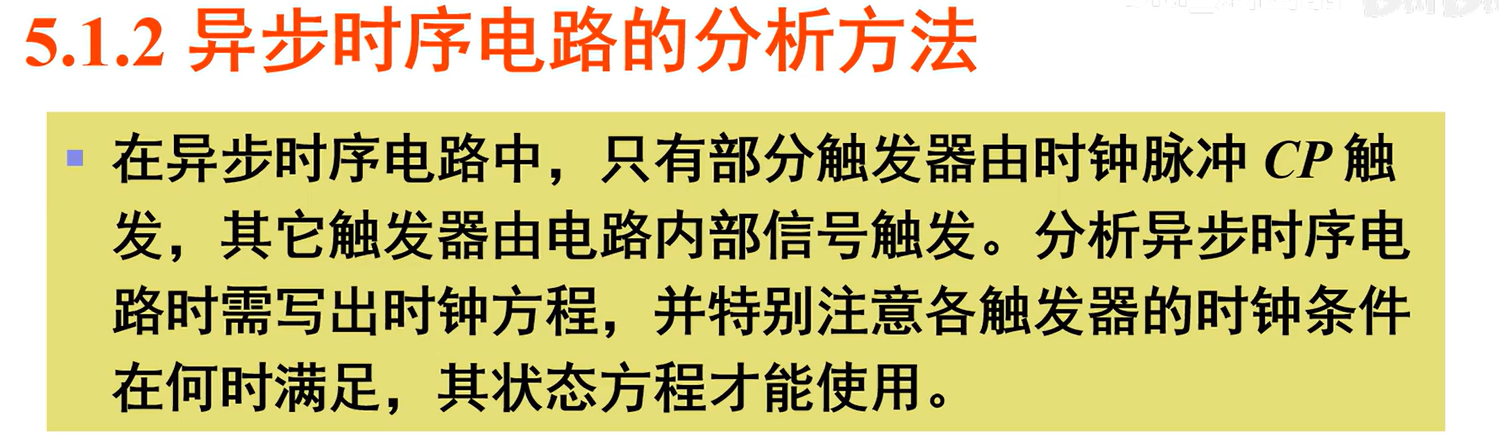 5.1.2 异步时序电路的分析方法
在异步时序电路中，只有部分触发器由时钟脉冲 CP 触
发，其它触发器由电路内部信号触发。分析异步时序电
路时需写出时钟方程，并特别注意各触发器的时钟条件
在何时满足，其状态方程才能使用。